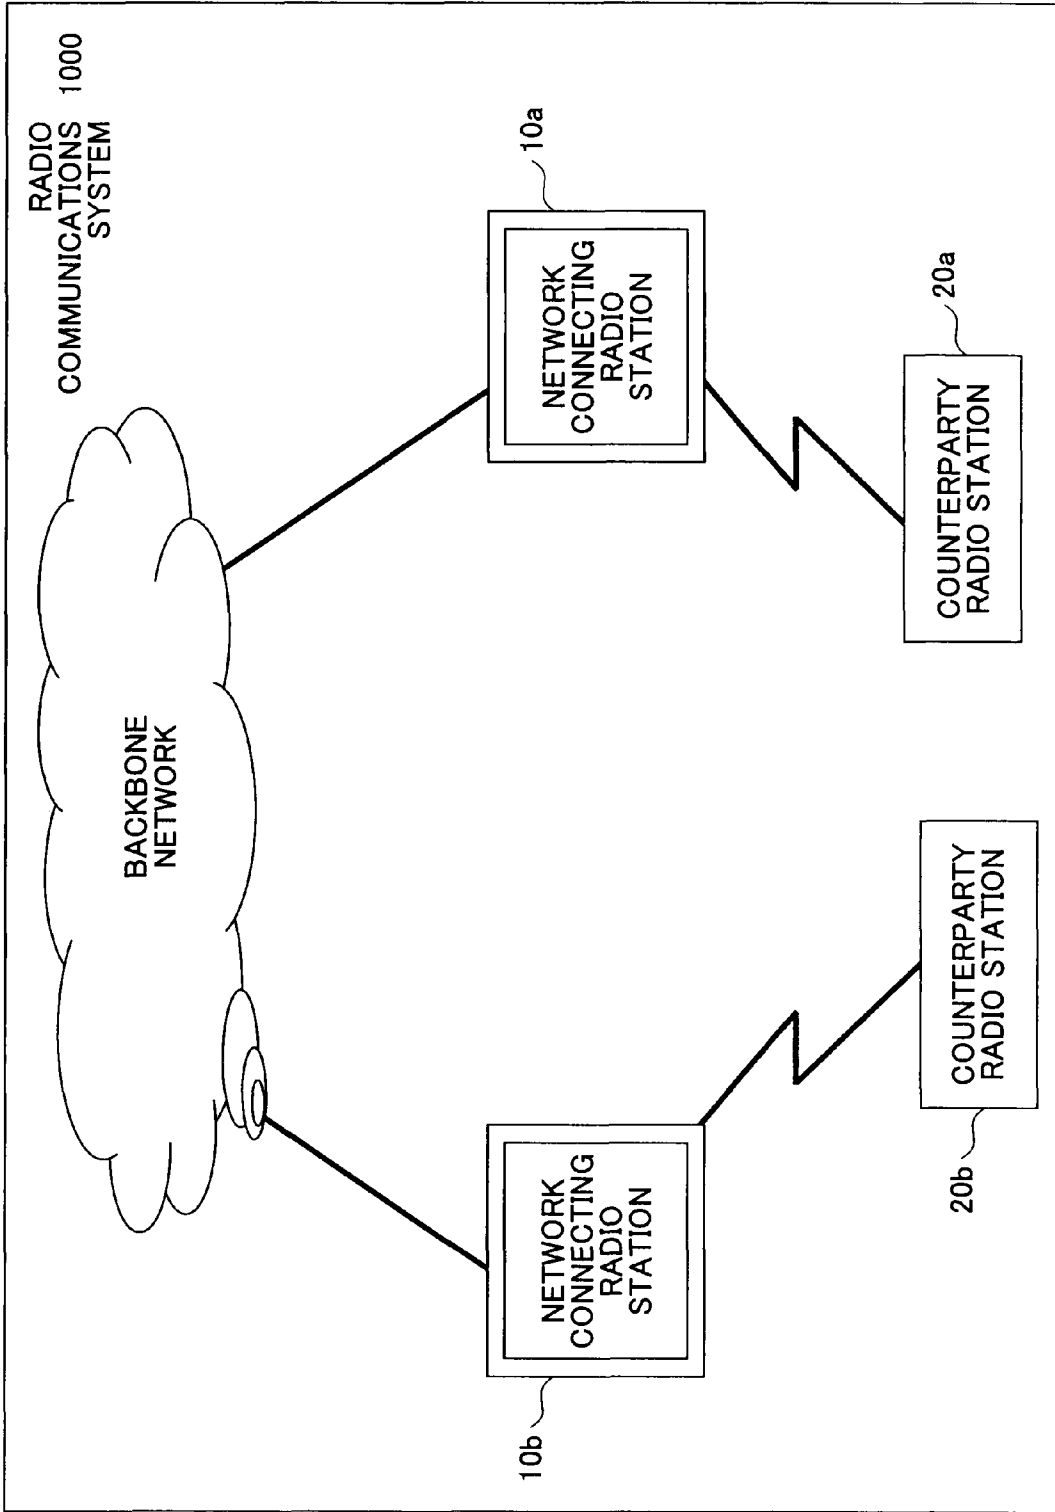 RADIO
COMMUNICATIONS 1000
SYSTEM
BACKBONE
NETWORK
10b
NETWORK
CONNECTING
RADIO
STATION
NETWORK
CONNECTING
RADIO
STATION
10a
20b
COUNTERPARTY
RADIO STATION
COUNTERPARTY
RADIO STATION
20a